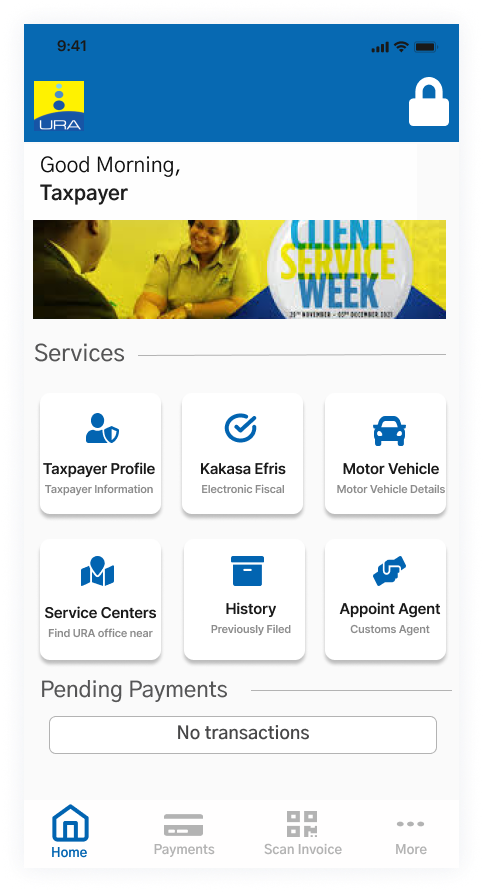 9:41
URA
Good Morning,
Taxpayer
CLIENT
SERVICE
WEEK
29TH NOVEMBER - 03RD DECEMBER 2021
Services
Taxpayer Profile
Taxpayer Information
Kakasa Efris
Electronic Fiscal
Motor Vehicle
Motor Vehicle Details
Service Centers
Find URA office near
History
Previously Filed
Appoint Agent
Customs Agent
Pending Payments
No transactions
Home
Payments
Scan Invoice
More